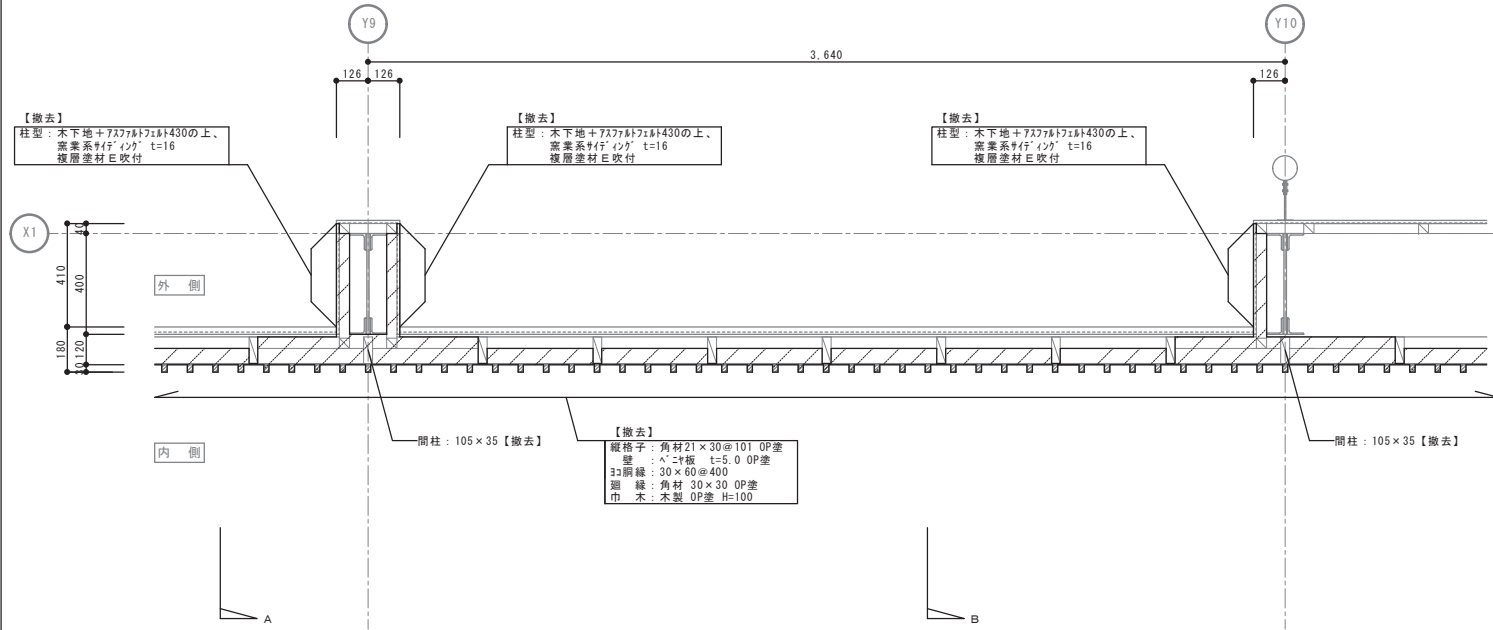 Y9
Y10
3,640
126
126
126
【撤去】
柱型：木下地＋ｱｽﾌｧﾙﾄﾌｪﾙﾄ430の上、
窯業系ｻｲﾃﾞｨﾝｸﾞ t=16
複層塗材Ｅ吹付
【撤去】
柱型：木下地＋ｱｽﾌｧﾙﾄﾌｪﾙﾄ430の上、
窯業系ｻｲﾃﾞｨﾝｸﾞ t=16
複層塗材Ｅ吹付
【撤去】
柱型：木下地＋ｱｽﾌｧﾙﾄﾌｪﾙﾄ430の上、
窯業系ｻｲﾃﾞｨﾝｸﾞ t=16
複層塗材Ｅ吹付
X1
40
410
400
外 側
180
120
30
間柱：105×35【撤去】
間柱：105×35【撤去】
内 側
【撤去】
縦格子：角材21×30@101 OP塗
壁 ：ﾍﾞﾆﾔ板 t=5.0 OP塗
ﾖｺ胴縁：30×60@400
廻 縁：角材 30×30 OP塗
巾 木：木製 OP塗 H=100
A
B